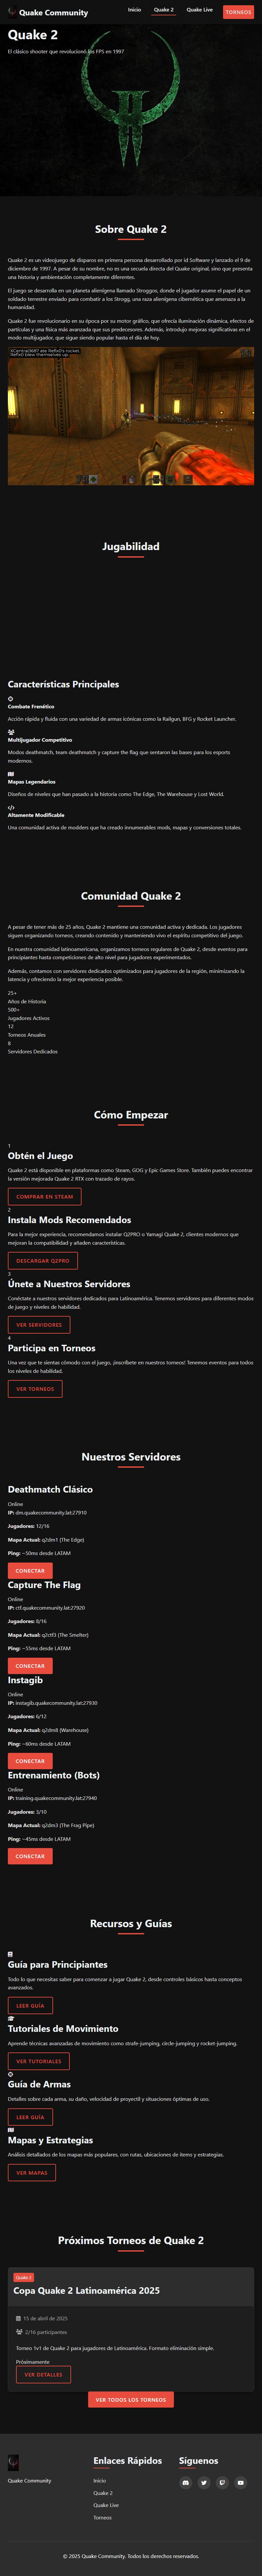 Quake Community
Inicio
Quake 2
Quake Live
TORNEOS
Quake 2
El clásico shooter que revolucionó los FPS en 1997
Sobre Quake 2
Quake 2 es un videojuego de disparos en primera persona desarrollado por id Software y lanzado el 9 de
diciembre de 1997. A pesar de su nombre, no es una secuela directa del Quake original, sino que presenta
una historia y ambientación completamente diferentes.
El juego se desarrolla en un planeta alienígena llamado Stroggos, donde el jugador asume el papel de un
soldado terrestre enviado para combatir a los Strogg, una raza alienígena cibernética que amenaza a la
humanidad.
Quake 2 fue revolucionario en su época por su motor gráfico, que ofrecía iluminación dinámica, efectos de
partículas y una física más avanzada que sus predecesores. Además, introdujo mejoras significativas en el
modo multijugador, que sigue siendo popular hasta el día de hoy.
Jugabilidad
Características Principales
Combate Frenético
Acción rápida y fluida con una variedad de armas icónicas como la Railgun, BFG y Rocket Launcher.
Multijugador Competitivo
Modos deathmatch, team deathmatch y capture the flag que sentaron las bases para los esports
modernos.
Mapas Legendarios
Diseños de niveles que han pasado a la historia como The Edge, The Warehouse y Lost World.
Altamente Modificable
Una comunidad activa de modders que ha creado innumerables mods, mapas y conversiones totales.
Comunidad Quake 2
A pesar de tener más de 25 años, Quake 2 mantiene una comunidad activa y dedicada. Los jugadores
siguen organizando torneos, creando contenido y manteniendo vivo el espíritu competitivo del juego.
En nuestra comunidad latinoamericana, organizamos torneos regulares de Quake 2, desde eventos para
principiantes hasta competiciones de alto nivel para jugadores experimentados.
Además, contamos con servidores dedicados optimizados para jugadores de la región, minimizando la
latencia y ofreciendo la mejor experiencia posible.
25+
Años de Historia
500+
Jugadores Activos
12
Torneos Anuales
8
Servidores Dedicados
Cómo Empezar
1
Obtén el Juego
Quake 2 está disponible en plataformas como Steam, GOG y Epic Games Store. También puedes encontrar
la versión mejorada Quake 2 RTX con trazado de rayos.
COMPRAR EN STEAM
2
Instala Mods Recomendados
Para la mejor experiencia, recomendamos instalar Q2PRO o Yamagi Quake 2, clientes modernos que
mejoran la compatibilidad y añaden características.
DESCARGAR Q2PRO
3
Únete a Nuestros Servidores
Conéctate a nuestros servidores dedicados para Latinoamérica. Tenemos servidores para diferentes modos
de juego y niveles de habilidad.
VER SERVIDORES
4
Participa en Torneos
Una vez que te sientas cómodo con el juego, ¡inscríbete en nuestros torneos! Tenemos eventos para todos
los niveles de habilidad.
VER TORNEOS
Nuestros Servidores
Deathmatch Clásico
Online
IP: dm.quakecommunity.lat:27910
Jugadores: 12/16
Mapa Actual: q2dm1 (The Edge)
Ping: ~50ms desde LATAM
CONECTAR
Capture The Flag
Online
IP: ctf.quakecommunity.lat:27920
Jugadores: 8/16
Mapa Actual: q2ctf3 (The Smelter)
Ping: ~55ms desde LATAM
CONECTAR
Instagib
Online
IP: instagib.quakecommunity.lat:27930
Jugadores: 6/12
Mapa Actual: q2dm8 (Warehouse)
Ping: ~60ms desde LATAM
CONECTAR
Entrenamiento (Bots)
Online
IP: training.quakecommunity.lat:27940
Jugadores: 3/10
Mapa Actual: q2dm3 (The Frag Pipe)
Ping: ~45ms desde LATAM
CONECTAR
Recursos y Guías
Guía para Principiantes
Todo lo que necesitas saber para comenzar a jugar Quake 2, desde controles básicos hasta conceptos
avanzados.
LEER GUÍA
Tutoriales de Movimiento
Aprende técnicas avanzadas de movimiento como strafe-jumping, circle-jumping y rocket-jumping.
VER TUTORIALES
Guía de Armas
Detalles sobre cada arma, su daño, velocidad de proyectil y situaciones óptimas de uso.
LEER GUÍA
Mapas y Estrategias
Análisis detallados de los mapas más populares, con rutas, ubicaciones de items y estrategias.
VER MAPAS
Próximos Torneos de Quake 2
Quake 2
Copa Quake 2 Latinoamérica 2025
15 de abril de 2025
2/16 participantes
Torneo 1v1 de Quake 2 para jugadores de Latinoamérica. Formato eliminación simple.
Próximamente
VER DETALLES
VER TODOS LOS TORNEOS
Quake Community
Enlaces Rápidos
Inicio
Quake 2
Quake Live
Torneos
Síguenos
© 2025 Quake Community. Todos los derechos reservados.